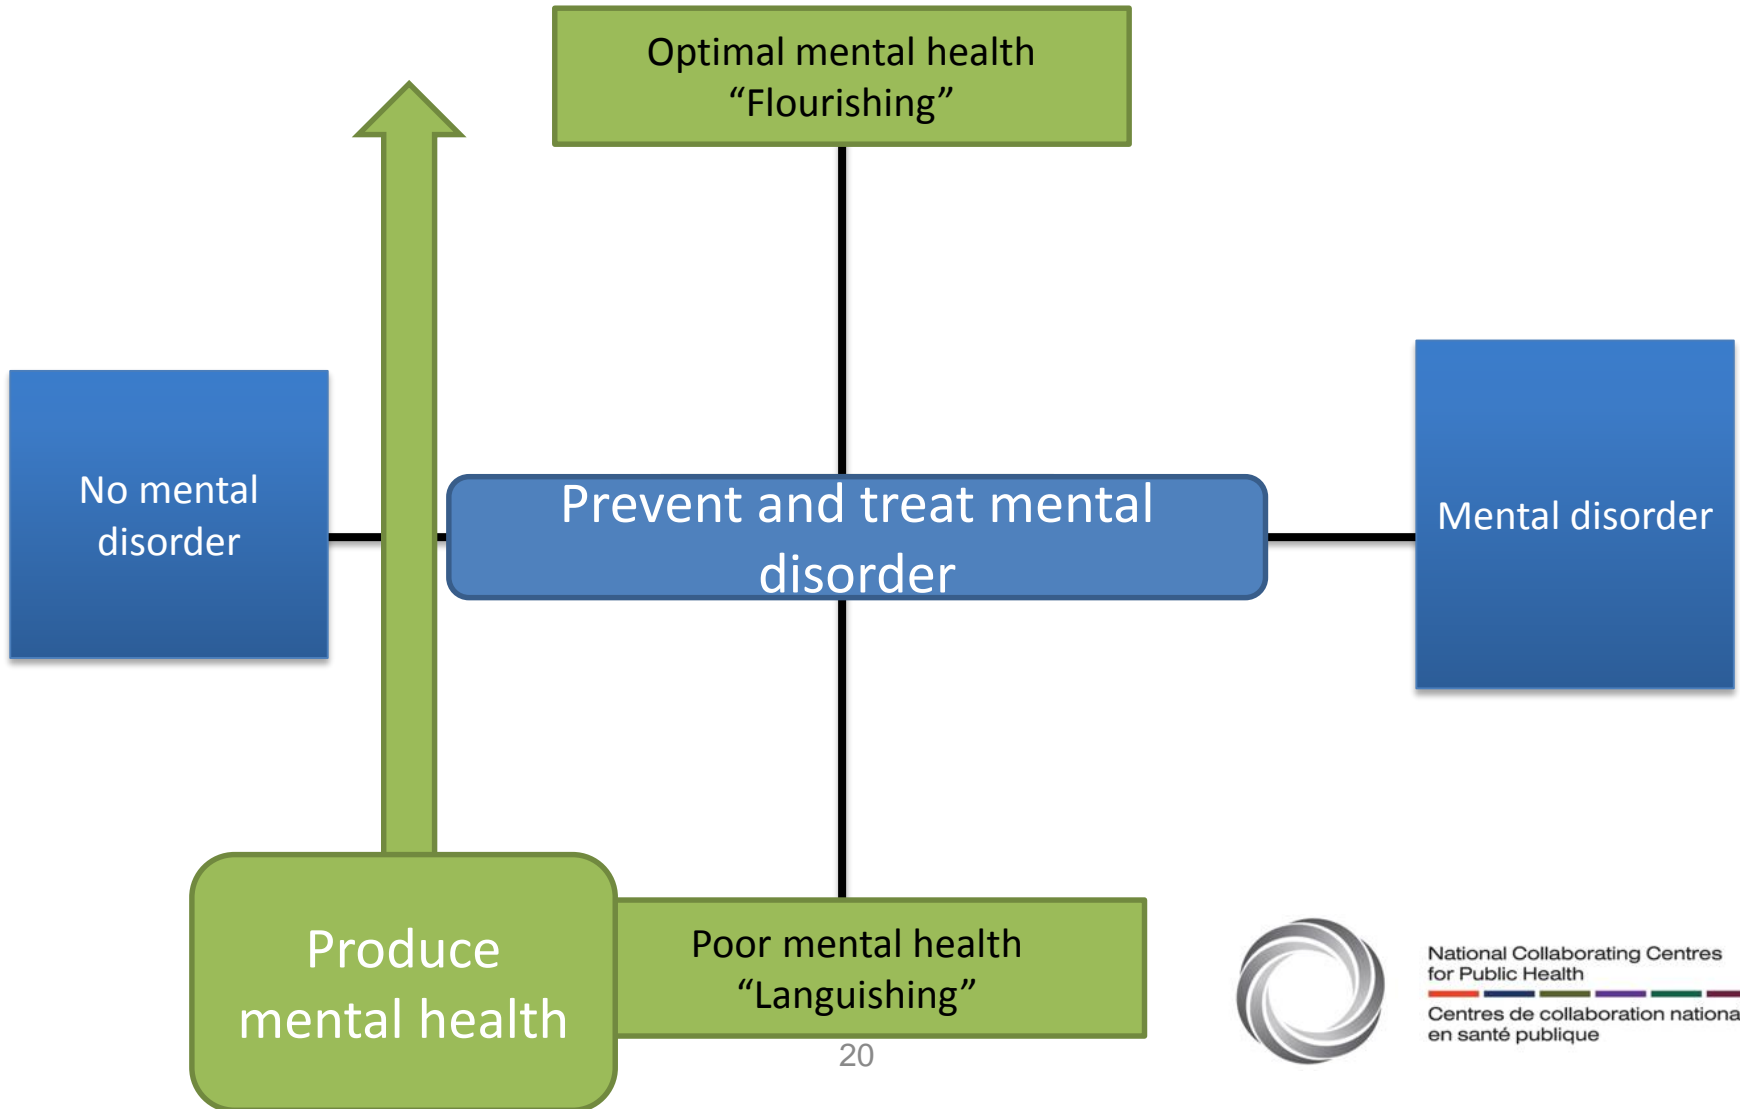 Optimal mental health
“Flourishing”
No mental
disorder
Prevent and treat mental
disorder
Mental disorder
Produce
mental health
Poor mental health
“Languishing”
20
National Collaborating Centres
for Public Health
Centres de collaboration nationa
en santé publique